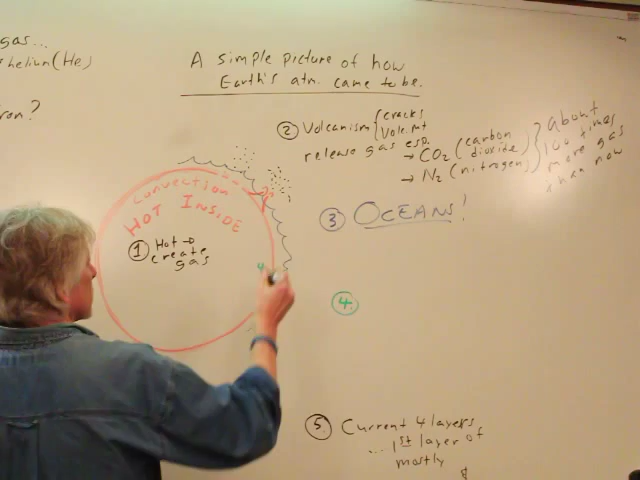 gas...
helium (He)
A simple picture of how
Earth's atm. came to be.
② Volcanism { cracks
release gas esp.
→ CO2 (carbon dioxide)
→ N2 (nitrogen)
about
100 times
more gas
than now
convection
HOT INSIDE
① Hot →
create
gas
③ OCEANS!
4
④.
⑤. Current 4 layers
... 1st layer of
mostly